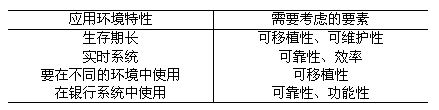 应用环境特性 需要考虑的要素
生存期长 可移植性、可维护性
实时系统 可靠性、效率
要在不同的环境中使用 可移植性
在银行系统中使用 可靠性、功能性